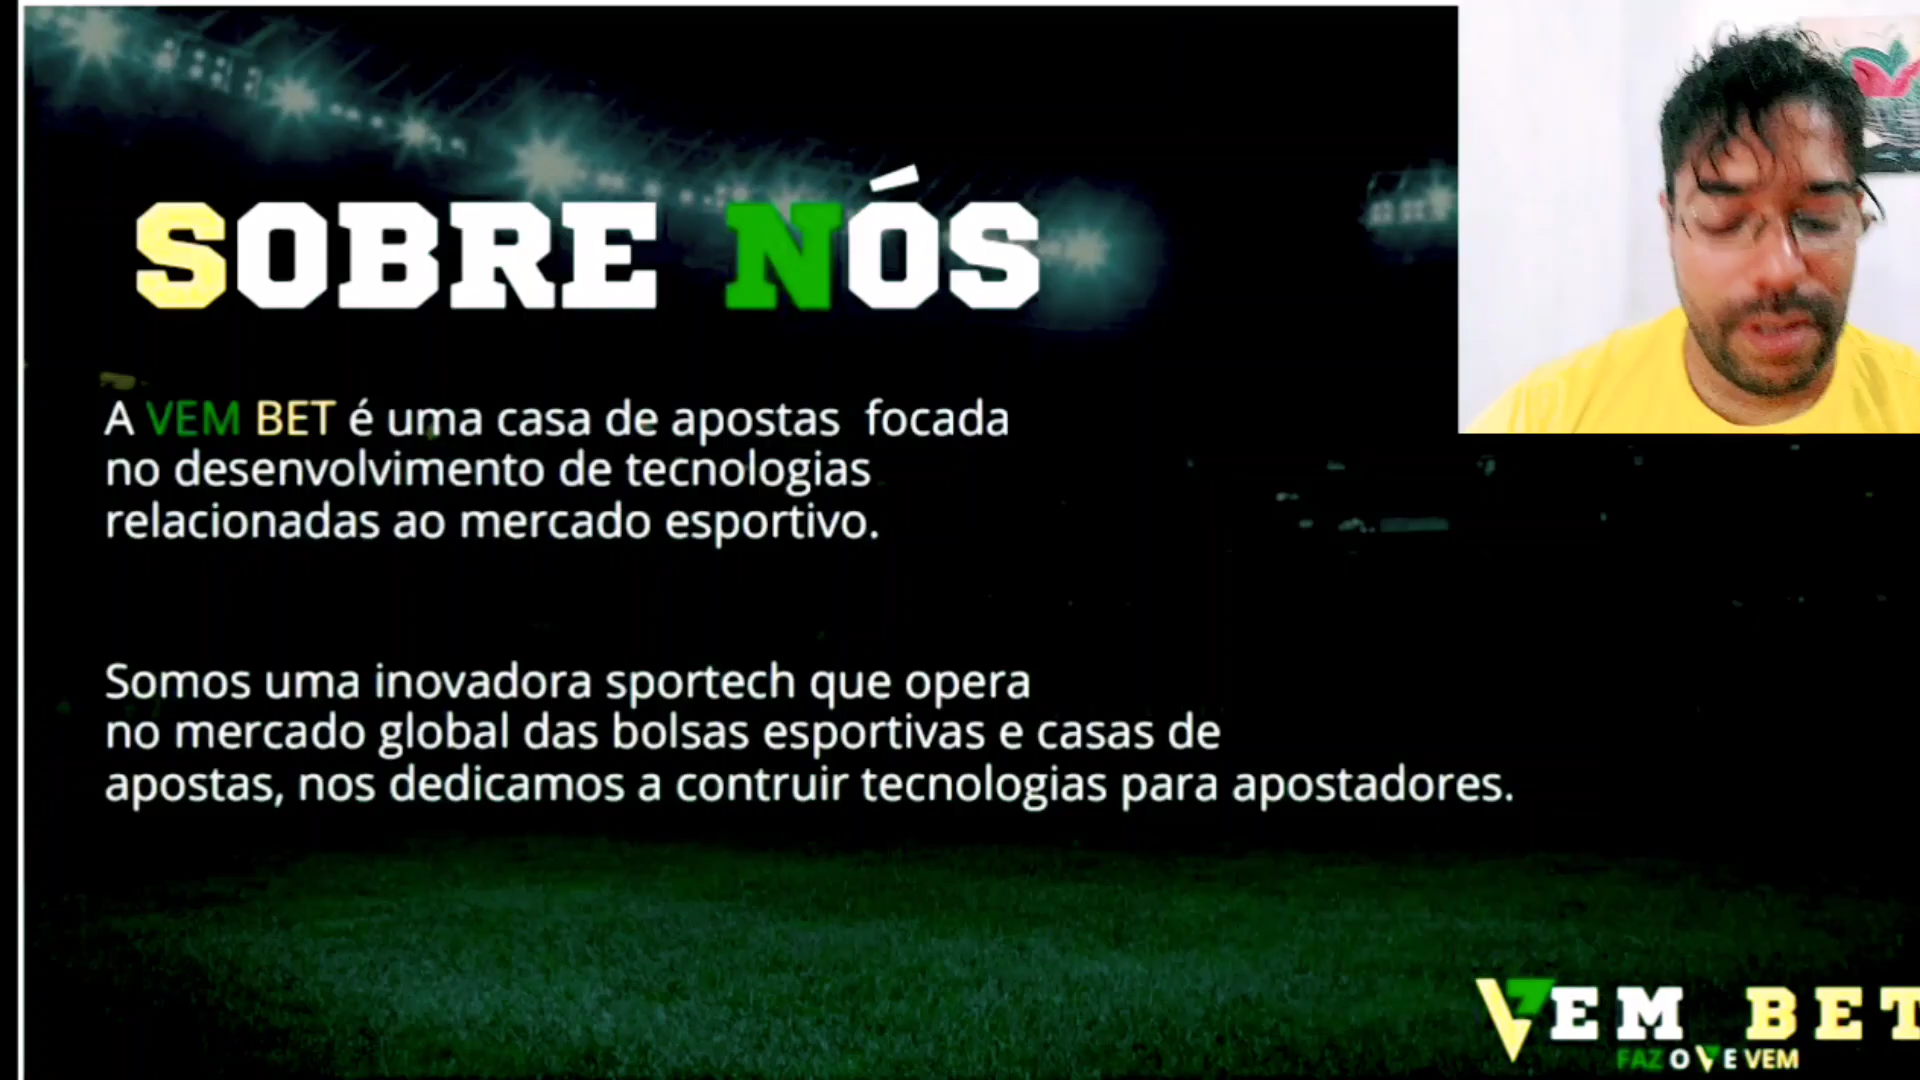 SOBRE NÓS
A VEM BET é uma casa de apostas focada
no desenvolvimento de tecnologias
relacionadas ao mercado esportivo.
Somos uma inovadora sportech que opera
no mercado global das bolsas esportivas e casas de
apostas, nos dedicamos a contruir tecnologias para apostadores.
VEM BET
FAZ O V E VEM